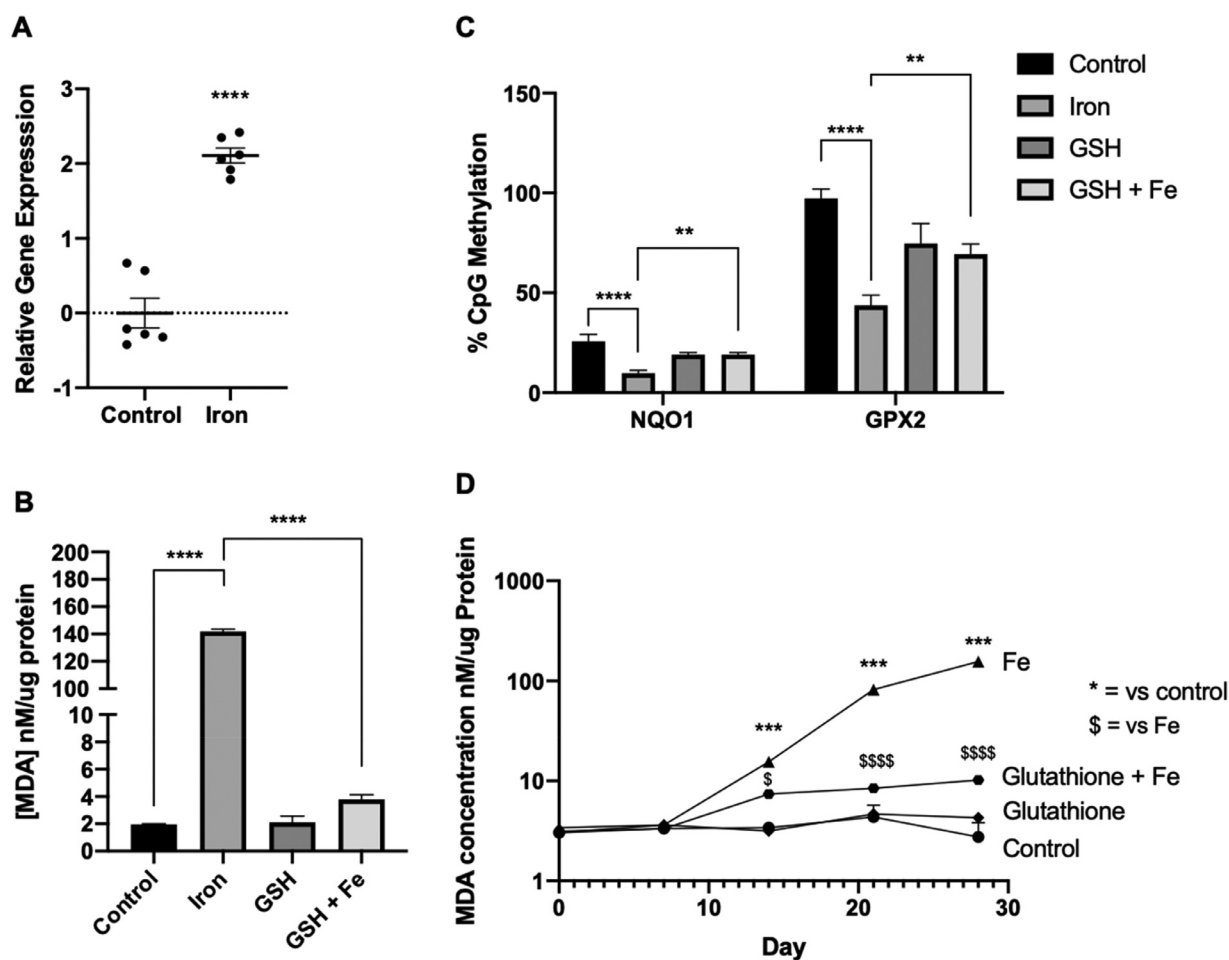 A
Relative Gene Expresssion
3
2
1
0
-1
****
Control
Iron
C
% CpG Methylation
150
100
50
0
****
**
****
**
NQO1
GPX2
Control
Iron
GSH
GSH + Fe
B
[MDA] nM/ug protein
200
180
160
140
120
100
14
12
10
8
6
4
2
0
****
****
Control
Iron
GSH
GSH + Fe
D
MDA concentration nM/ug Protein
1000
100
10
1
***
***
***
$
$$$$
$$$$
Fe
Glutathione + Fe
Glutathione
Control
* = vs control
$ = vs Fe
0
10
20
30
Day